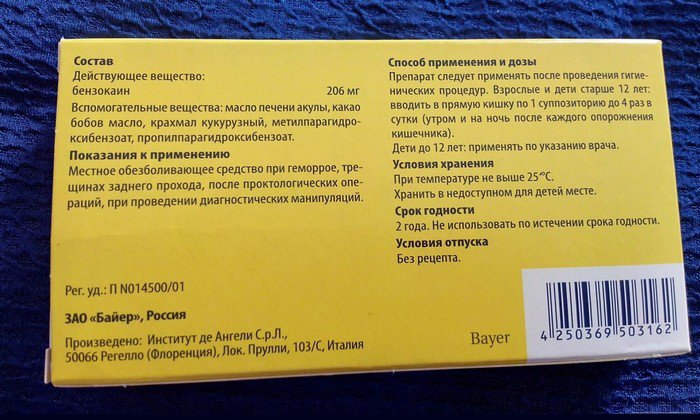 Состав
Действующее вещество:
бензокаин 206 мг
Вспомогательные вещества: масло печени акулы, какао
бобов масло, крахмал кукурузный, метилпарагидро-
ксибензоат, пропилпарагидроксибензоат.
Показания к применению
Местное обезболивающее средство при геморрое, тре-
щинах заднего прохода, после проктологических опе-
раций, при проведении диагностических манипуляций.
Рег. уд.: П N014500/01
ЗАО «Байер», Россия
Произведено: Институт де Ангели С.р.Л.,
50066 Регелло (Флоренция), Лок. Прулли, 103/С, Италия
Способ применения и дозы
Препарат следует применять после проведения гигие-
нических процедур. Взрослые и дети старше 12 лет:
вводить в прямую кишку по 1 суппозиторию до 4 раз в
сутки (утром и на ночь после каждого опорожнения
кишечника).
Дети до 12 лет: применять по указанию врача.
Условия хранения
При температуре не выше 25 °C.
Хранить в недоступном для детей месте.
Срок годности
2 года. Не использовать по истечении срока годности.
Условия отпуска
Без рецепта.
Bayer
4 250369 503162